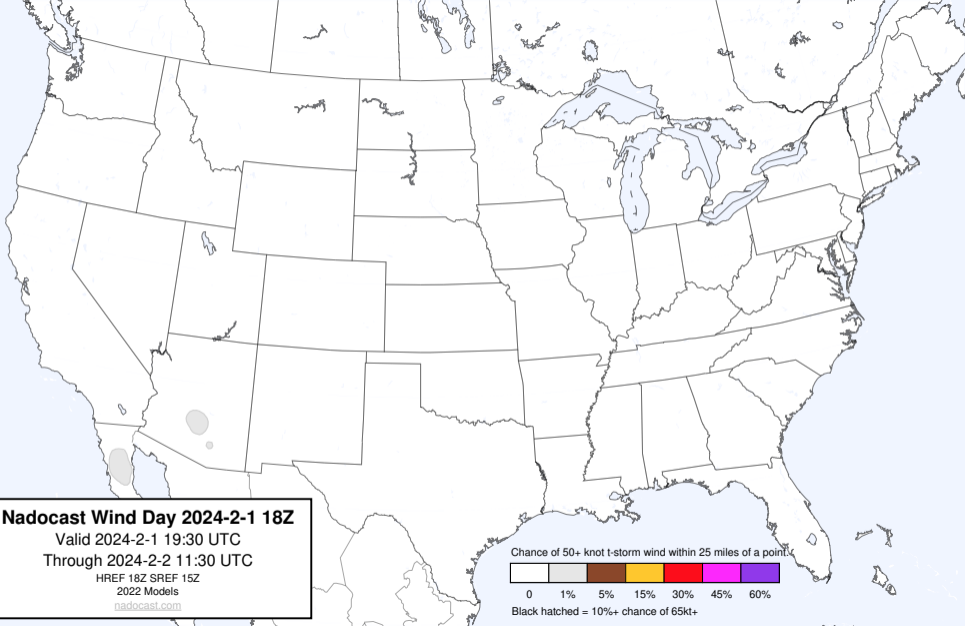 Nadocast Wind Day 2024-2-1 18Z
Valid 2024-2-1 19:30 UTC
Through 2024-2-2 11:30 UTC
HREF 18Z SREF 15Z
2022 Models
nadocast.com
Chance of 50+ knot t-storm wind within 25 miles of a point.
0 1% 5% 15% 30% 45% 60%
Black hatched = 10%+ chance of 65kt+